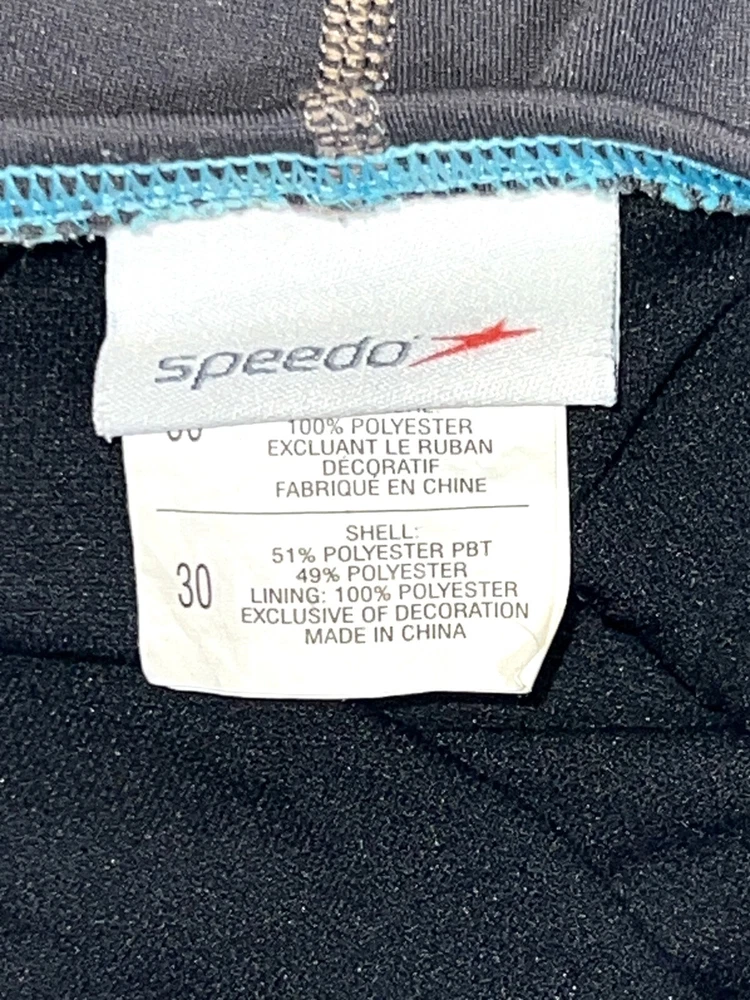 speedo
100% POLYESTER
EXCLUANT LE RUBAN
DÉCORATIF
FABRIQUÉ EN CHINE
SHELL:
51% POLYESTER PBT
49% POLYESTER
30
LINING: 100% POLYESTER
EXCLUSIVE OF DECORATION
MADE IN CHINA